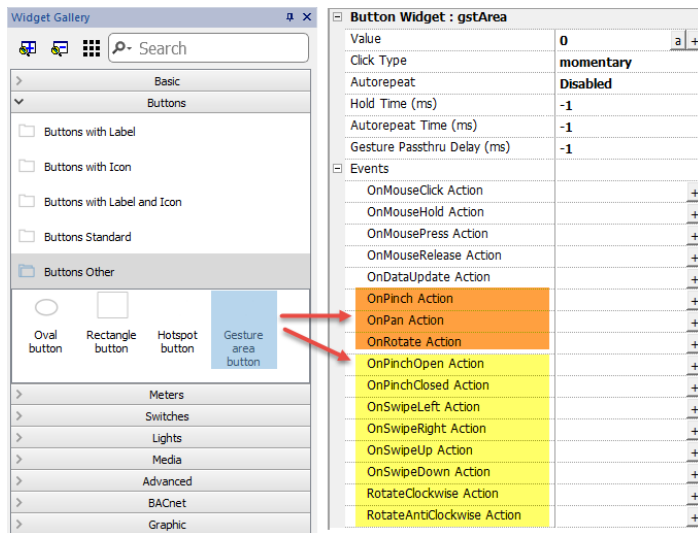 Widget Gallery
Search
Basic
Buttons
Buttons with Label
Buttons with Icon
Buttons with Label and Icon
Buttons Standard
Buttons Other
Oval button
Rectangle button
Hotspot button
Gesture area button
Meters
Switches
Lights
Media
Advanced
BACnet
Graphic
Button Widget : gstArea
Value 0 a +
Click Type momentary
Autorepeat Disabled
Hold Time (ms) -1
Autorepeat Time (ms) -1
Gesture Passthru Delay (ms) -1
Events
OnMouseClick Action +
OnMouseHold Action +
OnMousePress Action +
OnMouseRelease Action +
OnDataUpdate Action +
OnPinch Action +
OnPan Action +
OnRotate Action +
OnPinchOpen Action +
OnPinchClosed Action +
OnSwipeLeft Action +
OnSwipeRight Action +
OnSwipeUp Action +
OnSwipeDown Action +
RotateClockwise Action +
RotateAntiClockwise Action +